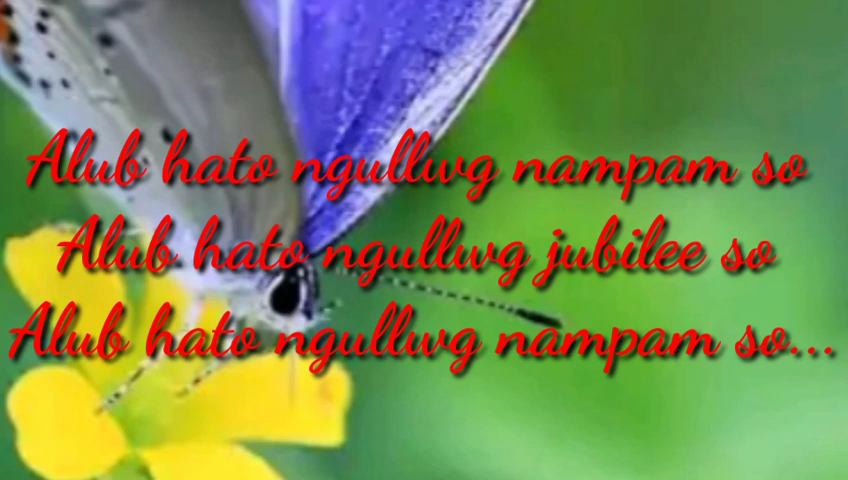 Alub hato ngullwg nampam so
Alub hato ngullwg jubilee so
Alub hato ngullwg nampam so...